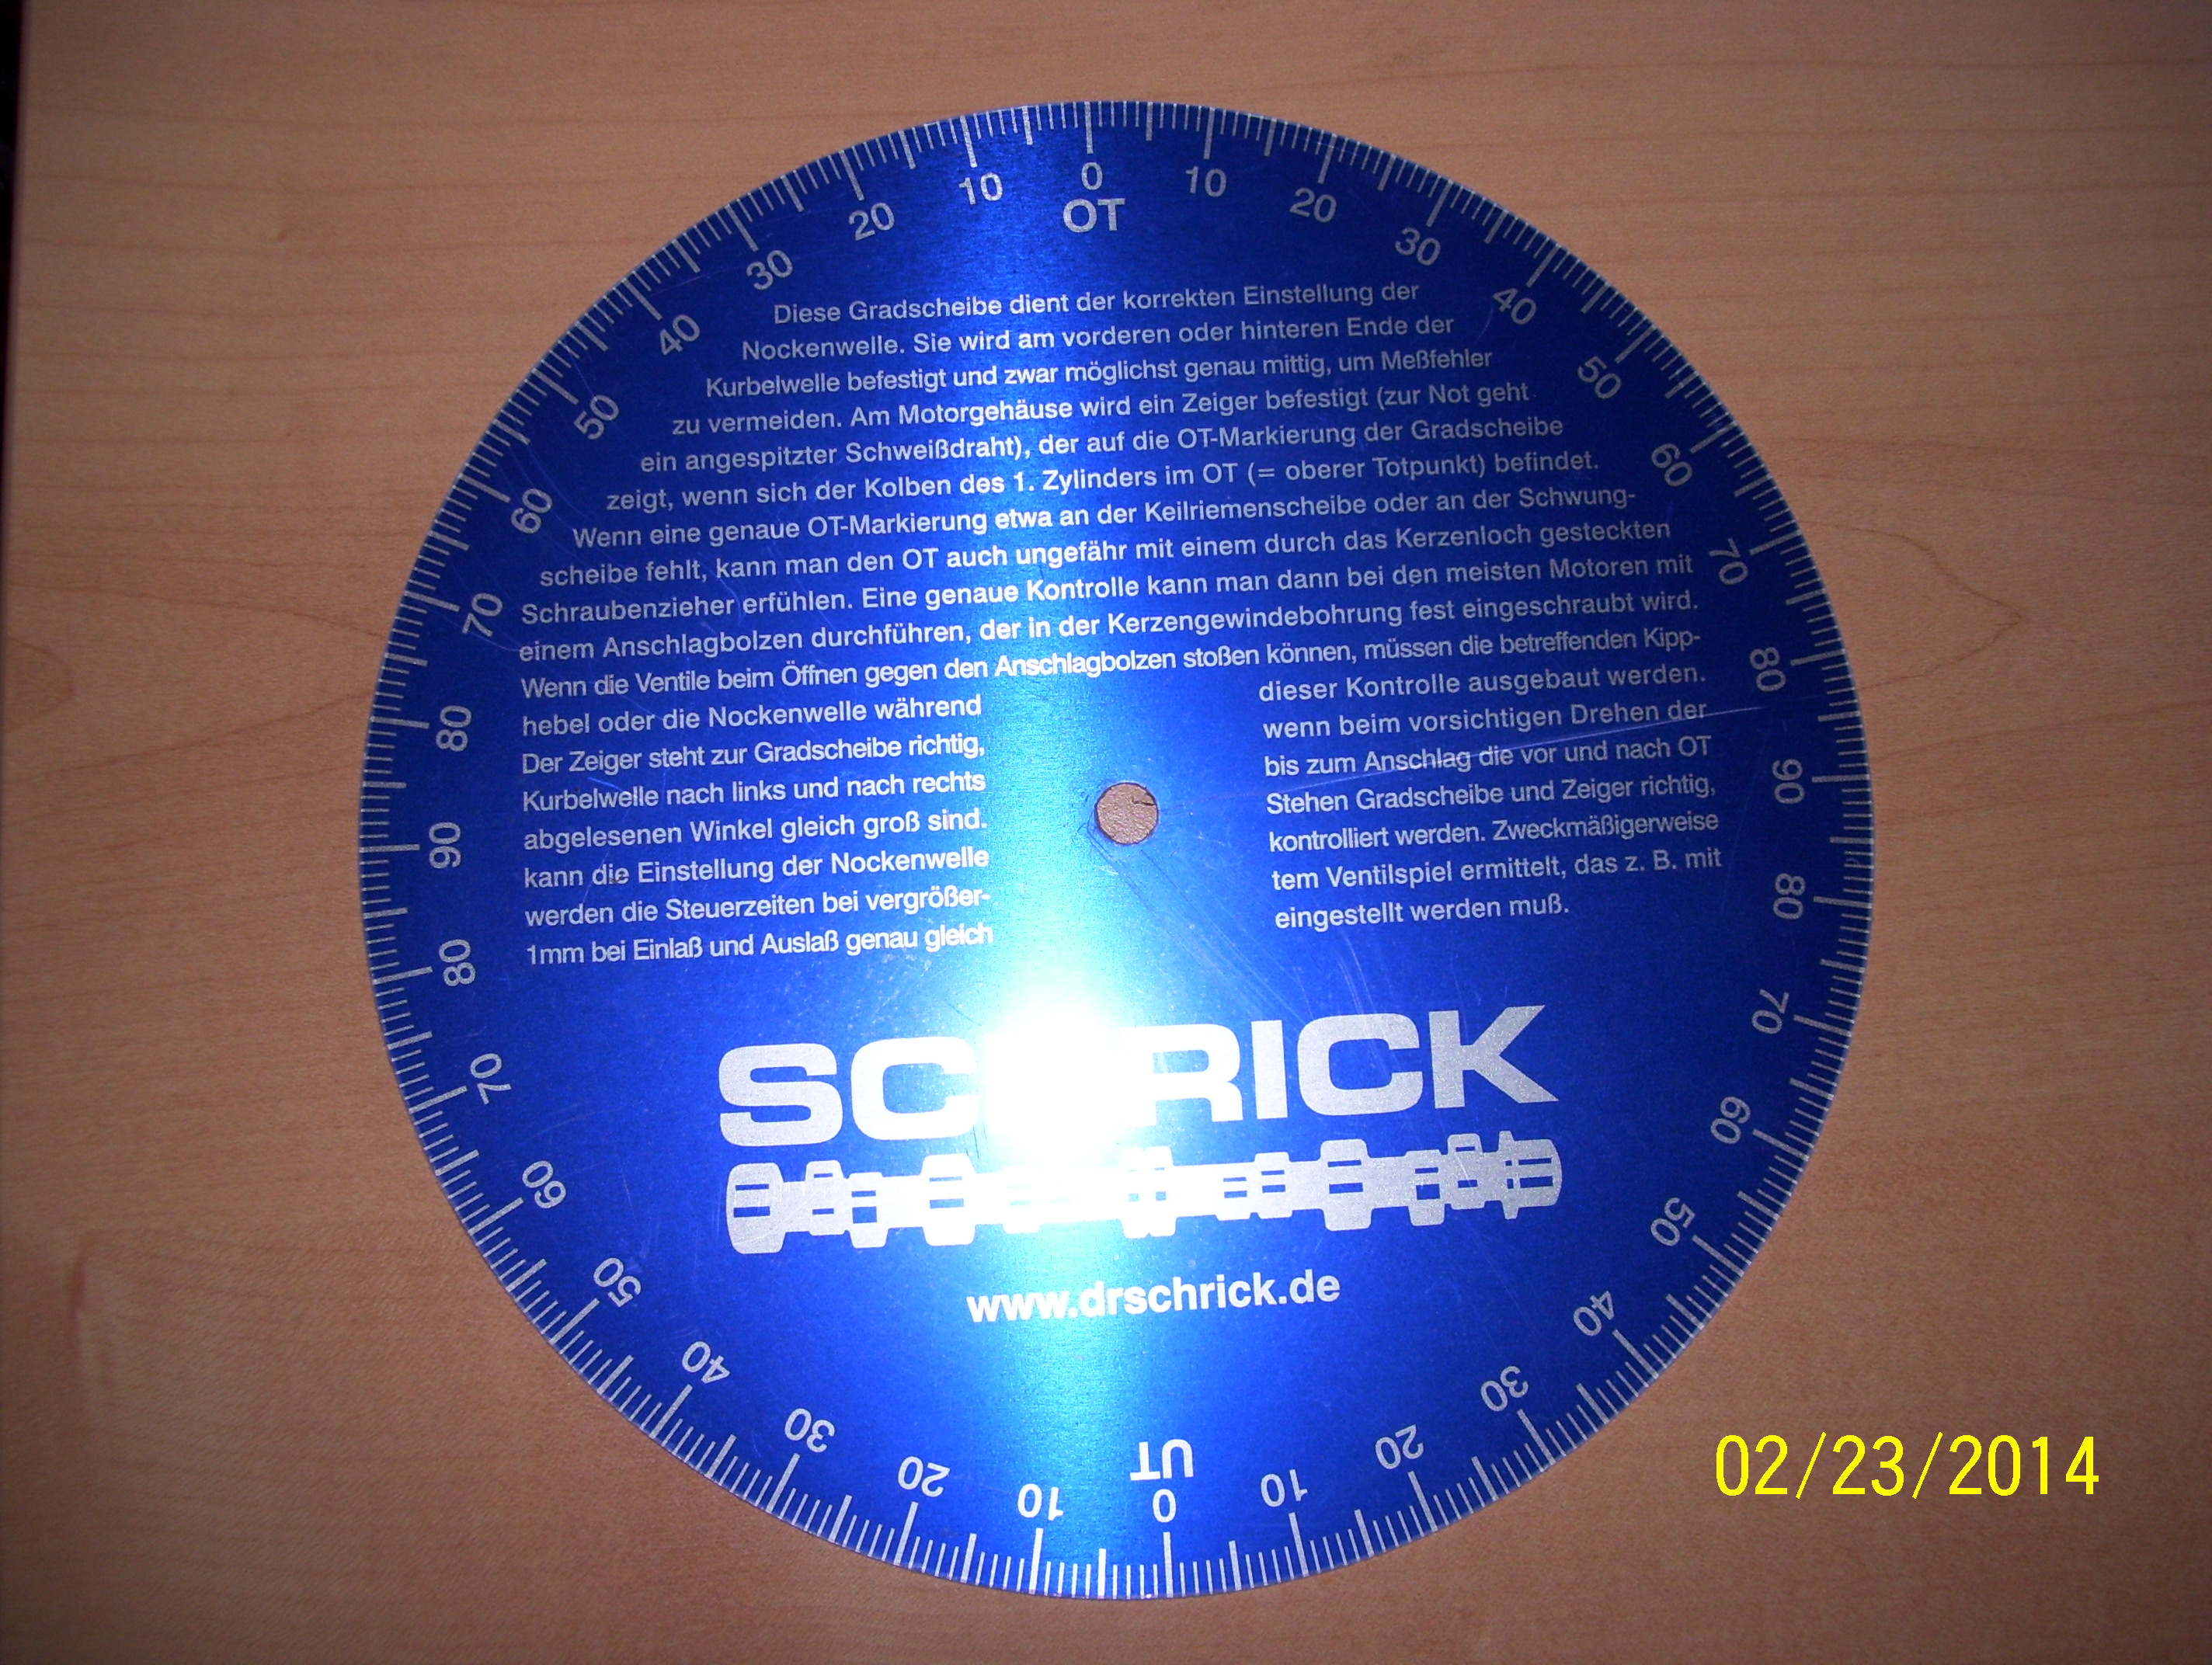 0
OT
10
20
30
40
50
60
70
80
90
80
70
60
50
40
30
20
10
0
UT
10
20
30
40
50
60
70
80
90
80
70
60
50
40
30
20
10
Diese Gradscheibe dient der korrekten Einstellung der
Nockenwelle. Sie wird am vorderen oder hinteren Ende der
Kurbelwelle befestigt und zwar möglichst genau mittig, um Meßfehler
zu vermeiden. Am Motorgehäuse wird ein Zeiger befestigt (zur Not geht
ein angespitzter Schweißdraht), der auf die OT-Markierung der Gradscheibe
zeigt, wenn sich der Kolben des 1. Zylinders im OT (= oberer Totpunkt) befindet.
Wenn eine genaue OT-Markierung etwa an der Keilriemenscheibe oder an der Schwung-
scheibe fehlt, kann man den OT auch ungefähr mit einem durch das Kerzenloch gesteckten
Schraubenzieher erfühlen. Eine genaue Kontrolle kann man dann bei den meisten Motoren mit
einem Anschlagbolzen durchführen, der in der Kerzengewindebohrung fest eingeschraubt wird.
Wenn die Ventile beim Öffnen gegen den Anschlagbolzen stoßen können, müssen die betreffenden Kipp-
hebel oder die Nockenwelle während dieser Kontrolle ausgebaut werden.
Der Zeiger steht zur Gradscheibe richtig, wenn beim vorsichtigen Drehen der
Kurbelwelle nach links und nach rechts bis zum Anschlag die vor und nach OT
abgelesenen Winkel gleich groß sind. Stehen Gradscheibe und Zeiger richtig,
kann die Einstellung der Nockenwelle kontrolliert werden. Zweckmäßigerweise
werden die Steuerzeiten bei vergrößer- tem Ventilspiel ermittelt, das z. B. mit
1mm bei Einlaß und Auslaß genau gleich eingestellt werden muß.
SCHRICK
www.drschrick.de
02/23/2014